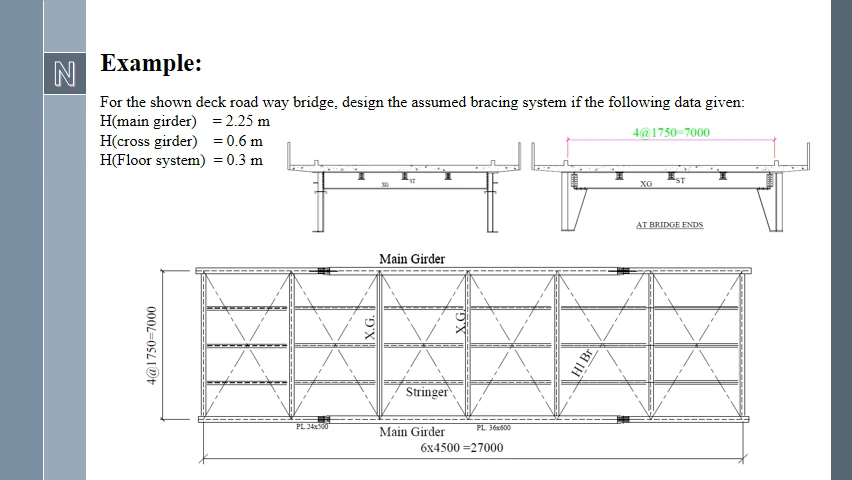 N
Example:
For the shown deck road way bridge, design the assumed bracing system if the following data given:
H(main girder) = 2.25 m
H(cross girder) = 0.6 m
H(Floor system) = 0.3 m
4@1750=7000
XG
ST
XG
ST
AT BRIDGE ENDS
Main Girder
4@1750=7000
X.G.
X.G.
Hl Br
Stringer
PL.24x500
Main Girder
PL. 36x600
6x4500 =27000